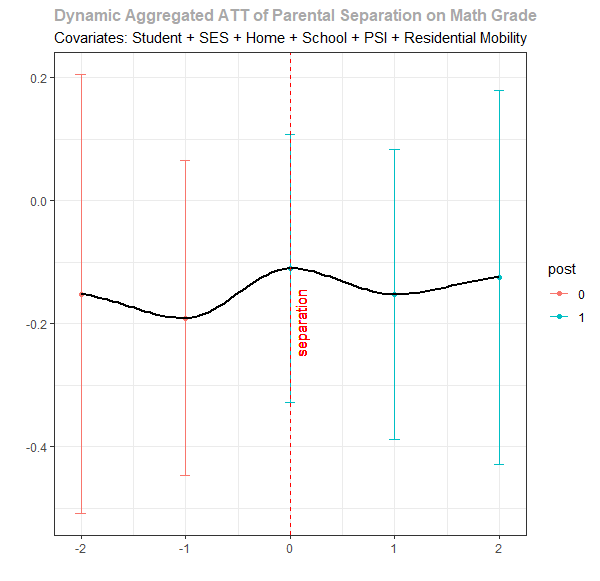 Dynamic Aggregated ATT of Parental Separation on Math Grade
Covariates: Student + SES + Home + School + PSI + Residential Mobility
0.2
0.0
-0.2
-0.4
separation
-2
-1
0
1
2
post
0
1